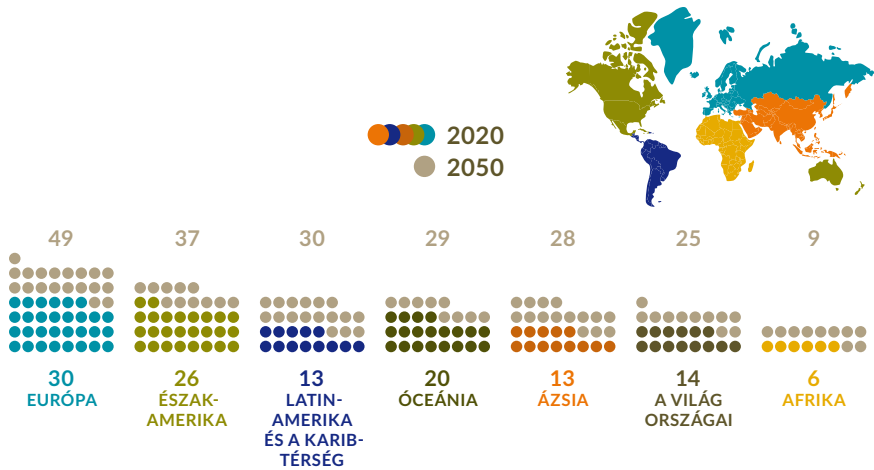 2020
2050
49
37
30
29
28
25
9
30
EURÓPA
26
ÉSZAK-
AMERIKA
13
LATIN-
AMERIKA
ÉS A KARIB-
TÉRSÉG
20
ÓCEÁNIA
13
ÁZSIA
14
A VILÁG
ORSZÁGAI
6
AFRIKA